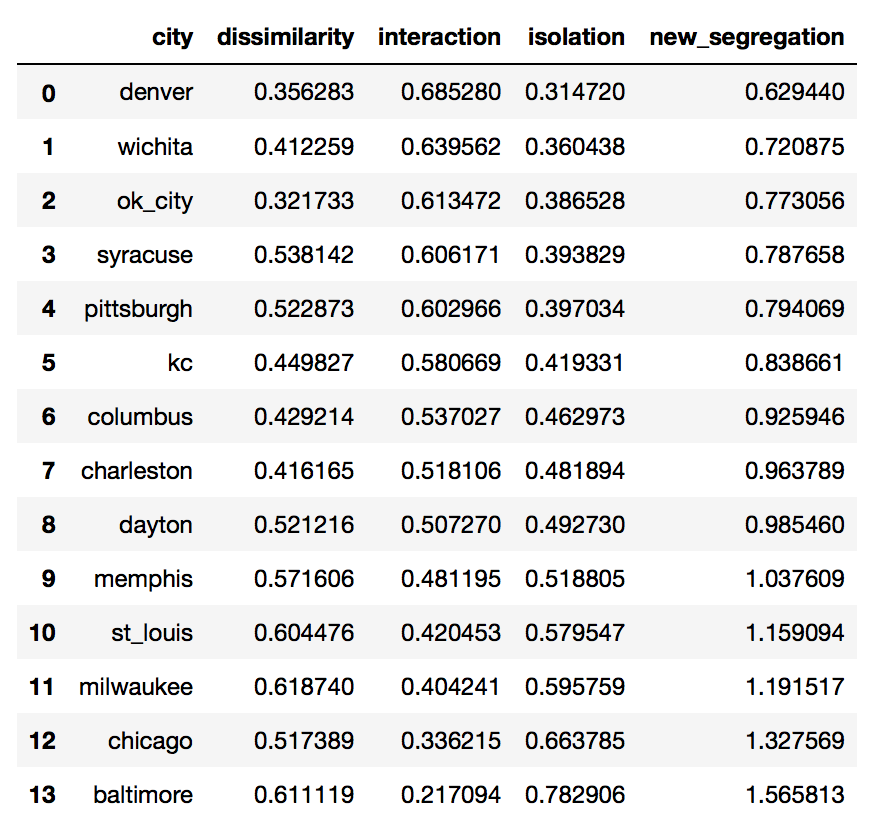 city dissimilarity interaction isolation new_segregation
0 denver 0.356283 0.685280 0.314720 0.629440
1 wichita 0.412259 0.639562 0.360438 0.720875
2 ok_city 0.321733 0.613472 0.386528 0.773056
3 syracuse 0.538142 0.606171 0.393829 0.787658
4 pittsburgh 0.522873 0.602966 0.397034 0.794069
5 kc 0.449827 0.580669 0.419331 0.838661
6 columbus 0.429214 0.537027 0.462973 0.925946
7 charleston 0.416165 0.518106 0.481894 0.963789
8 dayton 0.521216 0.507270 0.492730 0.985460
9 memphis 0.571606 0.481195 0.518805 1.037609
10 st_louis 0.604476 0.420453 0.579547 1.159094
11 milwaukee 0.618740 0.404241 0.595759 1.191517
12 chicago 0.517389 0.336215 0.663785 1.327569
13 baltimore 0.611119 0.217094 0.782906 1.565813